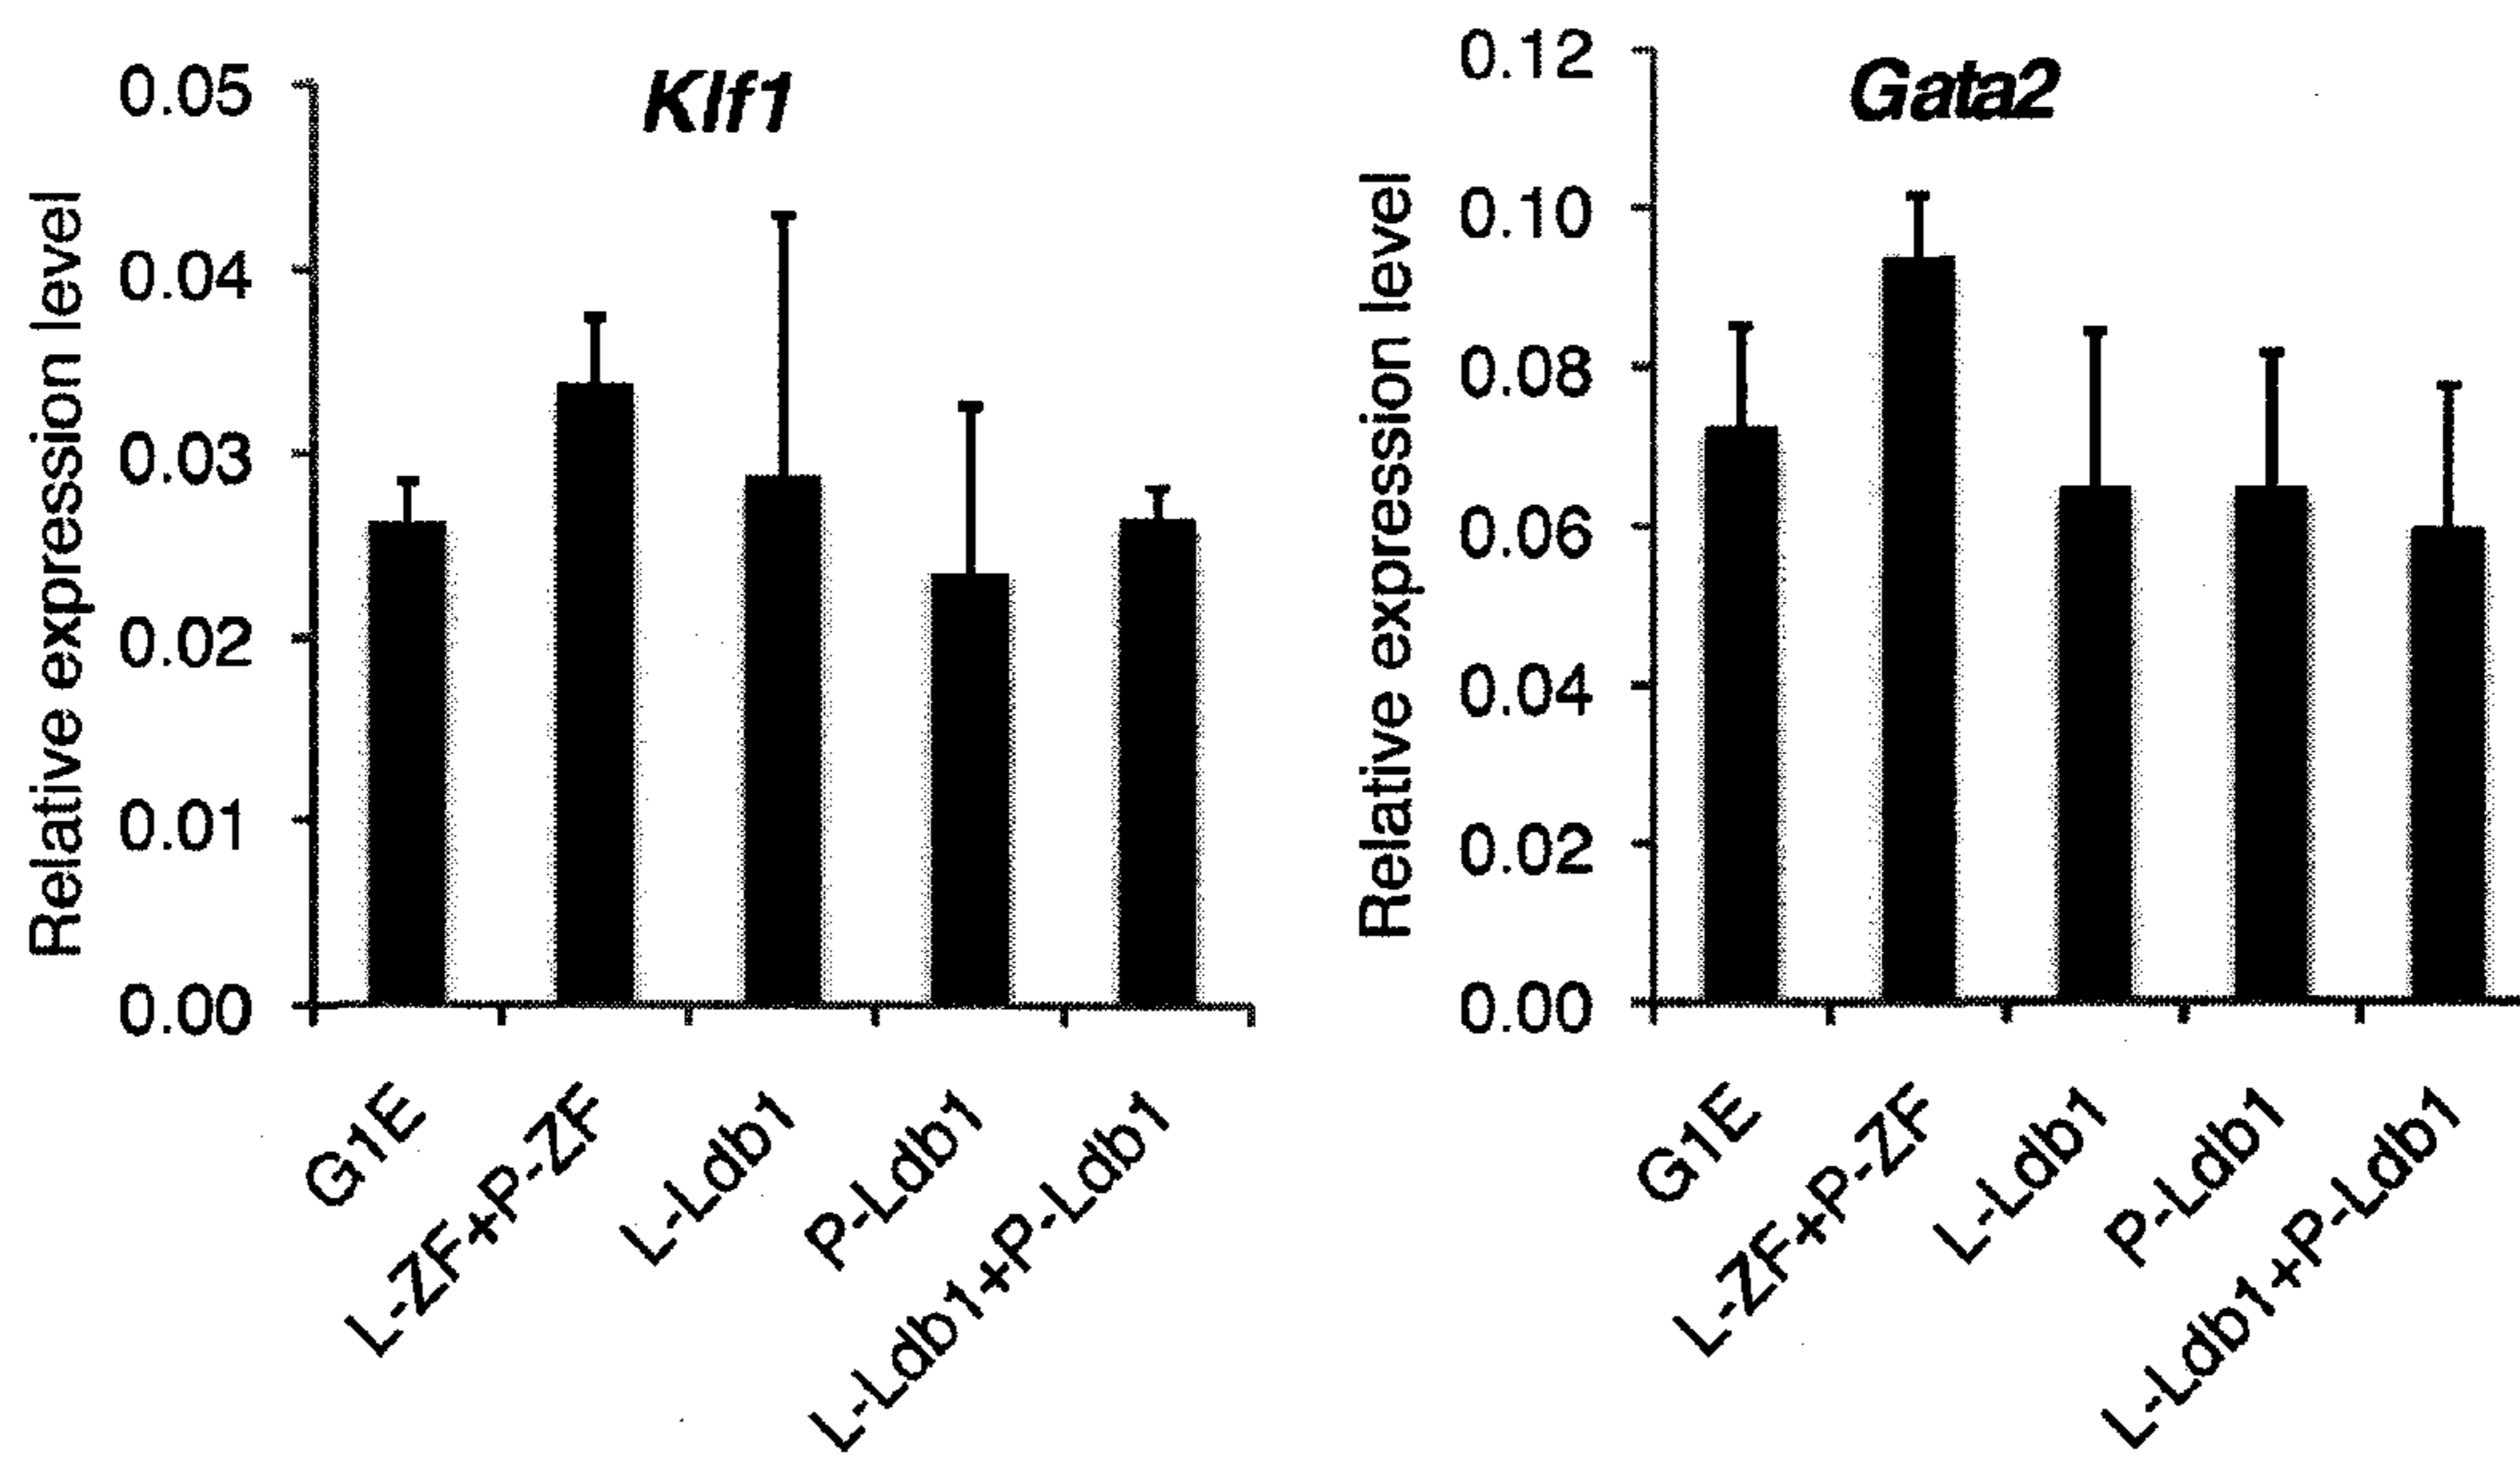 Klf1
Relative expression level
0.05
0.04
0.03
0.02
0.01
0.00
G1E
L-ZF+P-ZF
L-Ldb1
P-Ldb1
L-Ldb1+P-Ldb1
Gata2
Relative expression level
0.12
0.10
0.08
0.06
0.04
0.02
0.00
G1E
L-ZF+P-ZF
L-Ldb1
P-Ldb1
L-Ldb1+P-Ldb1